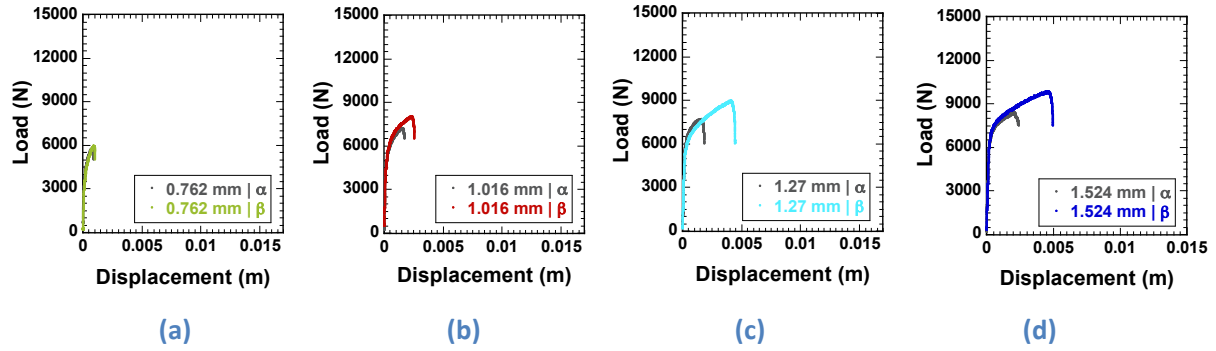 15000
12000
9000
6000
3000
0
Load (N)
0.762 mm | α
0.762 mm | β
0 0.005 0.01 0.015
Displacement (m)
(a)
15000
12000
9000
6000
3000
0
Load (N)
1.016 mm | α
1.016 mm | β
0 0.005 0.01 0.015
Displacement (m)
(b)
15000
12000
9000
6000
3000
0
Load (N)
1.27 mm | α
1.27 mm | β
0 0.005 0.01 0.015
Displacement (m)
(c)
15000
12000
9000
6000
3000
0
Load (N)
1.524 mm | α
1.524 mm | β
0 0.005 0.01 0.015
Displacement (m)
(d)